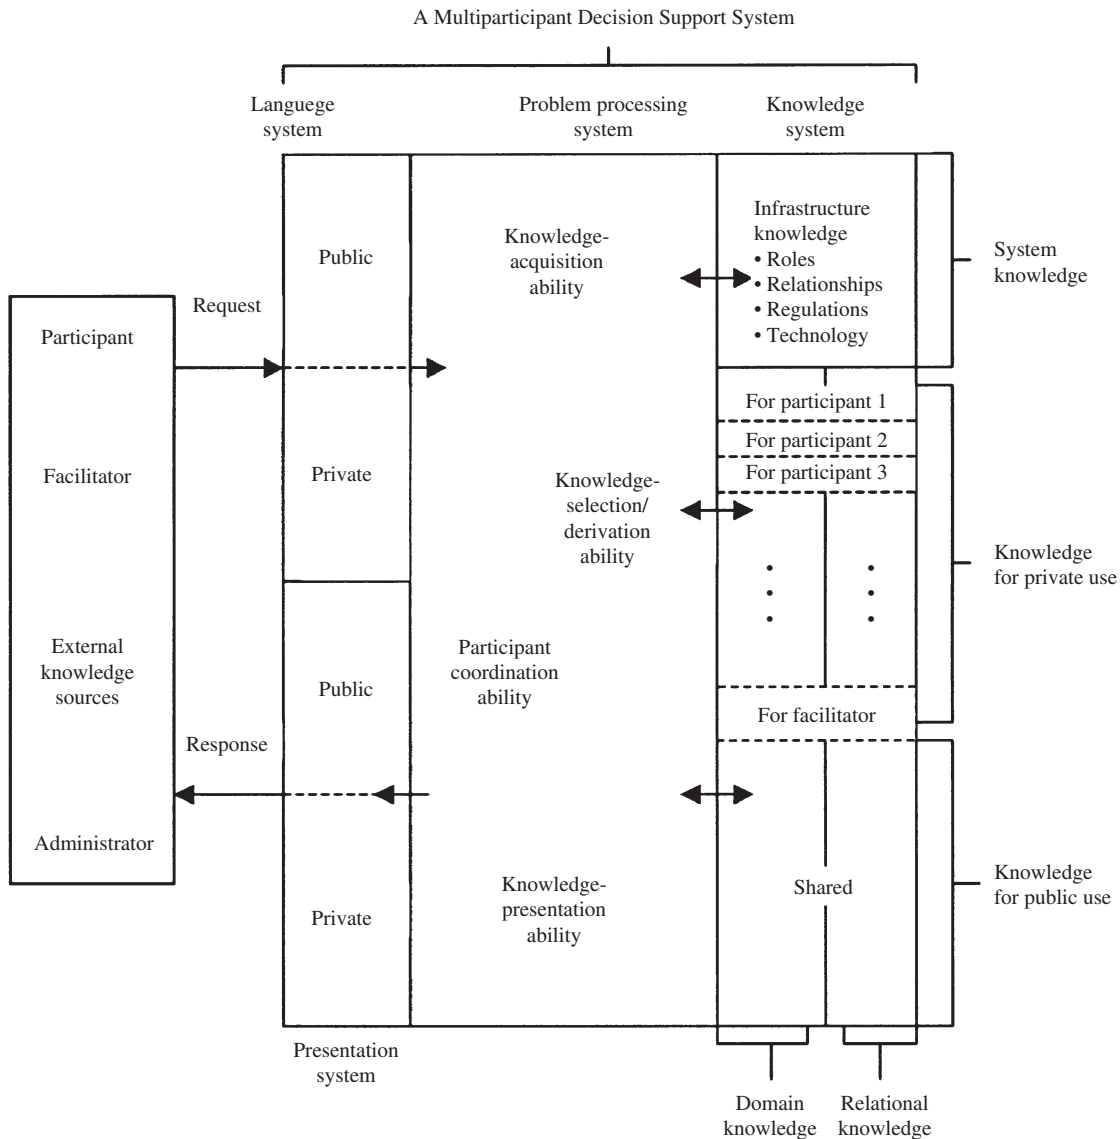 A Multiparticipant Decision Support System
Languege
system
Problem processing
system
Knowledge
system
Participant
Facilitator
External
knowledge
sources
Administrator
Request
Response
Public
Private
Public
Private
Presentation
system
Knowledge-
acquisition
ability
Knowledge-
selection/
derivation
ability
Participant
coordination
ability
Knowledge-
presentation
ability
Infrastructure
knowledge
• Roles
• Relationships
• Regulations
• Technology
For participant 1
For participant 2
For participant 3
For facilitator
Shared
System
knowledge
Knowledge
for private use
Knowledge
for public use
Domain
knowledge
Relational
knowledge